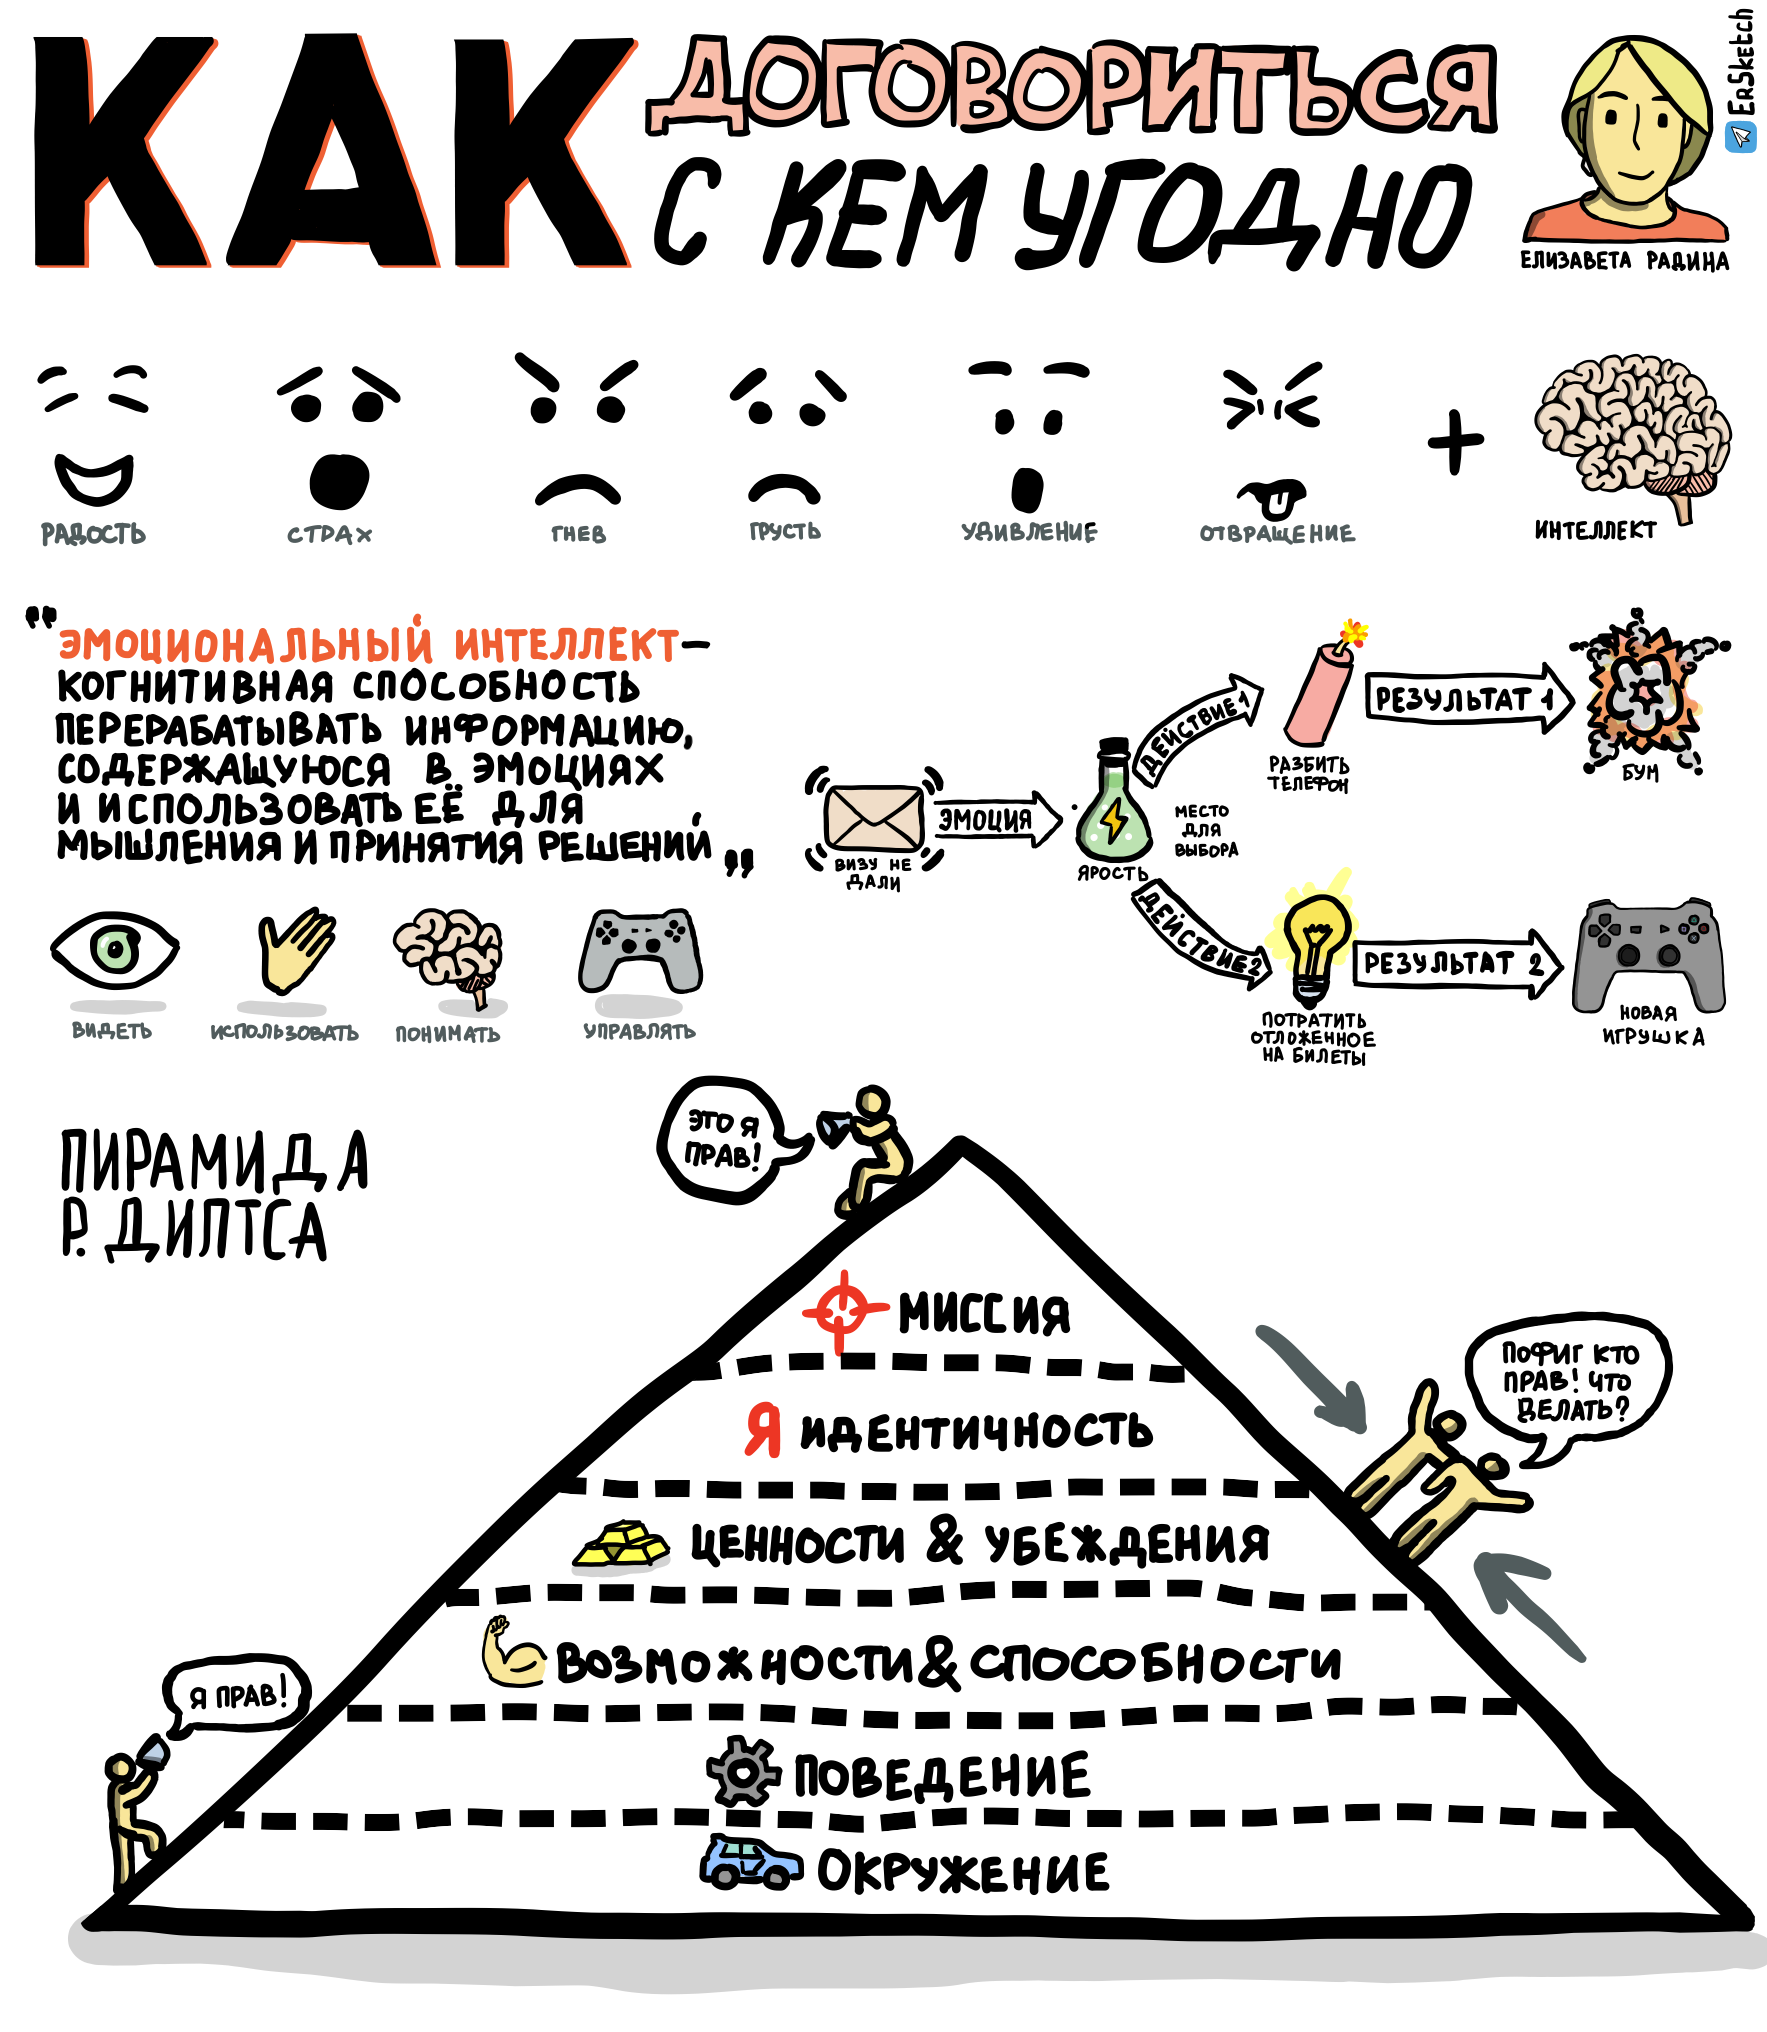 КАК
ДОГОВОРИТЬСЯ
С КЕМ УГОДНО
ErSketch
ЕЛИЗАВЕТА РАДИНА
РАДОСТЬ
СТРАХ
ГНЕВ
ГРУСТЬ
УДИВЛЕНИЕ
ОТВРАЩЕНИЕ
+
ИНТЕЛЛЕКТ
"ЭМОЦИОНАЛЬНЫЙ ИНТЕЛЛЕКТ—
КОГНИТИВНАЯ СПОСОБНОСТЬ
ПЕРЕРАБАТЫВАТЬ ИНФОРМАЦИЮ,
СОДЕРЖАЩУЮСЯ В ЭМОЦИЯХ
И ИСПОЛЬЗОВАТЬ ЕЁ ДЛЯ
МЫШЛЕНИЯ И ПРИНЯТИЯ РЕШЕНИЙ"
ВИДЕТЬ
ИСПОЛЬЗОВАТЬ
ПОНИМАТЬ
УПРАВЛЯТЬ
ВИЗУ НЕ
ДАЛИ
ЭМОЦИЯ
ЯРОСТЬ
МЕСТО
ДЛЯ
ВЫБОРА
ДЕЙСТВИЕ 1
РАЗБИТЬ
ТЕЛЕФОН
РЕЗУЛЬТАТ 1
БУМ
ДЕЙСТВИЕ 2
ПОТРАТИТЬ
ОТЛОЖЕННОЕ
НА БИЛЕТЫ
РЕЗУЛЬТАТ 2
НОВАЯ
ИГРУШКА
ПИРАМИДА
Р. ДИЛТСА
ЭТО Я
ПРАВ!
МИССИЯ
Я ИДЕНТИЧНОСТЬ
ЦЕННОСТИ & УБЕЖДЕНИЯ
ВОЗМОЖНОСТИ & СПОСОБНОСТИ
ПОВЕДЕНИЕ
ОКРУЖЕНИЕ
ПОФИГ КТО
ПРАВ! ЧТО
ДЕЛАТЬ?
Я ПРАВ!